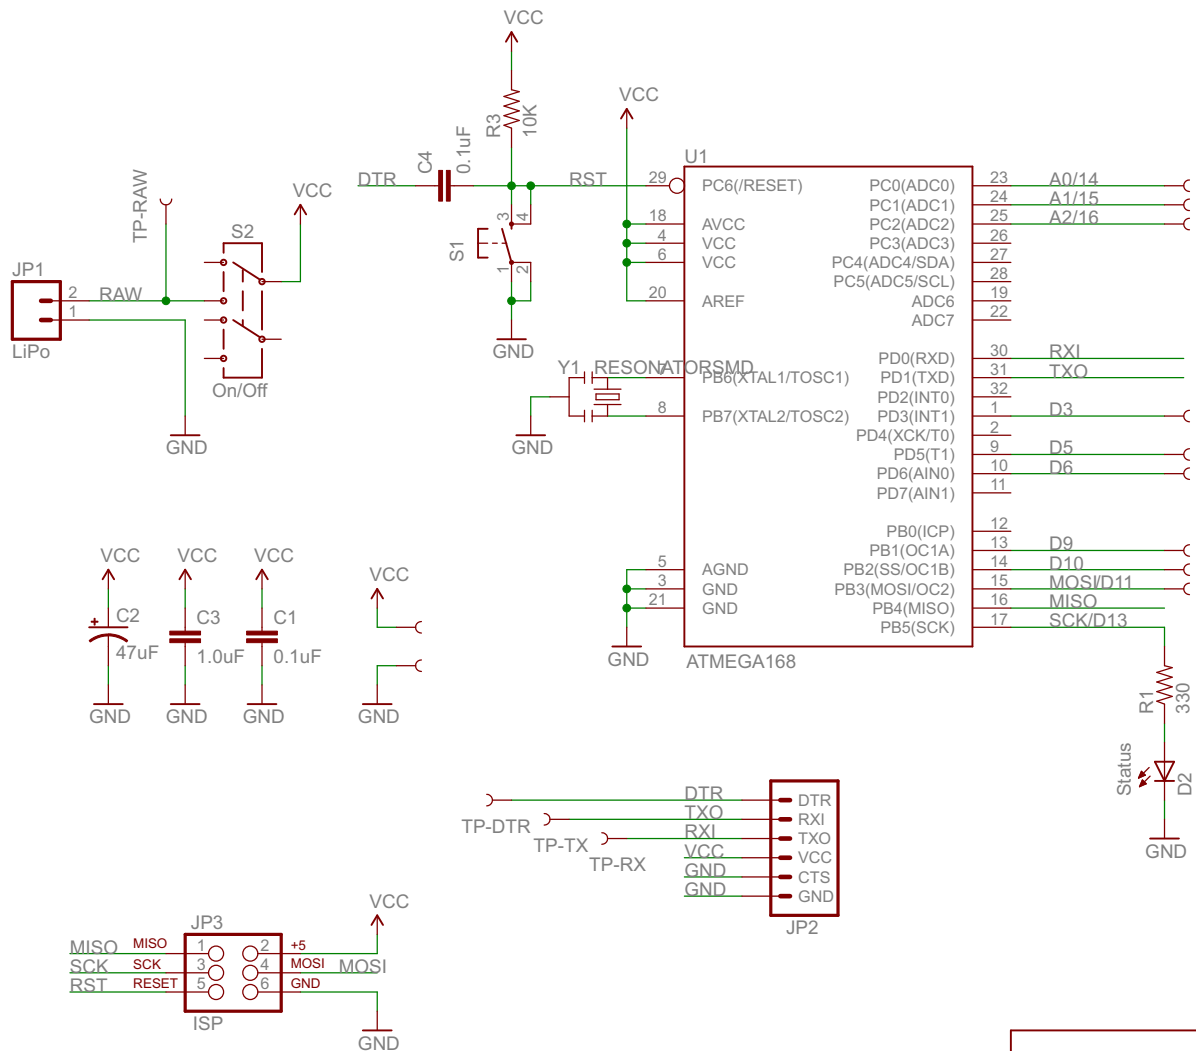 VCC
R3
10K
VCC
C4
0.1uF
DTR
RST
TP-RAW
VCC
S2
JP1
2
1
RAW
LiPo
On/Off
GND
S1
3
4
1
2
GND
Y1
RESONATORSMD
GND
U1
29
PC6(/RESET)
18
AVCC
4
VCC
6
VCC
20
AREF
7
PB6(XTAL1/TOSC1)
8
PB7(XTAL2/TOSC2)
5
AGND
3
GND
21
GND
GND
ATMEGA168
PC0(ADC0) 23 A0/14
PC1(ADC1) 24 A1/15
PC2(ADC2) 25 A2/16
PC3(ADC3) 26
PC4(ADC4/SDA) 27
PC5(ADC5/SCL) 28
ADC6 19
ADC7 22
PD0(RXD) 30 RXI
PD1(TXD) 31 TXO
PD2(INT0) 32
PD3(INT1) 1 D3
PD4(XCK/T0) 2
PD5(T1) 9 D5
PD6(AIN0) 10 D6
PD7(AIN1) 11
PB0(ICP) 12
PB1(OC1A) 13 D9
PB2(SS/OC1B) 14 D10
PB3(MOSI/OC2) 15 MOSI/D11
PB4(MISO) 16 MISO
PB5(SCK) 17 SCK/D13
R1
330
Status
D2
GND
VCC
+
C2
47uF
GND
VCC
C3
1.0uF
GND
VCC
C1
0.1uF
GND
VCC
GND
TP-DTR
TP-TX
TP-RX
DTR DTR
TXO RXI
RXI TXO
VCC VCC
GND CTS
GND GND
JP2
VCC
JP3
MISO MISO 1 2 +5
SCK SCK 3 4 MOSI MOSI
RST RESET 5 6 GND
ISP
GND